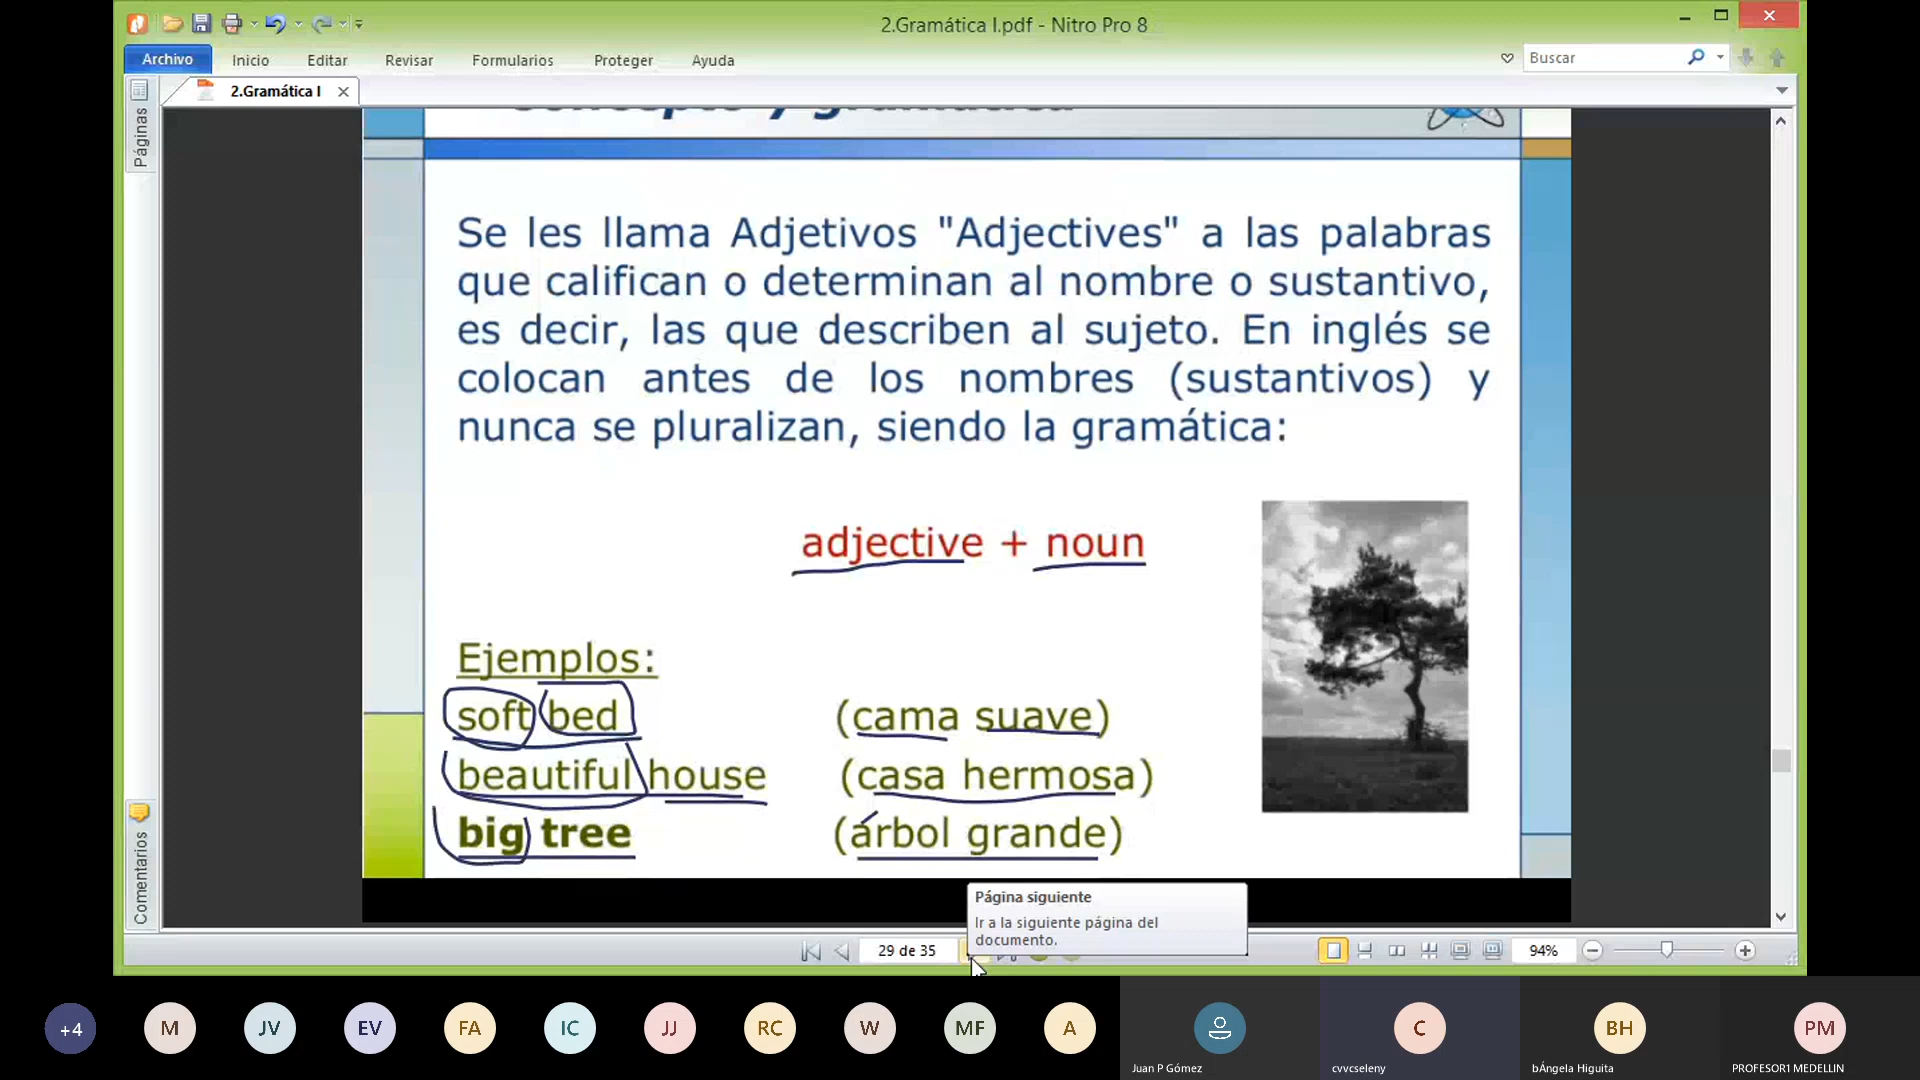 2.Gramática I.pdf - Nitro Pro 8
Archivo Inicio Editar Revisar Formularios Proteger Ayuda Buscar
2.Gramática I
Páginas
Concepto y gramática
Se les llama Adjetivos "Adjectives" a las palabras
que califican o determinan al nombre o sustantivo,
es decir, las que describen al sujeto. En inglés se
colocan antes de los nombres (sustantivos) y
nunca se pluralizan, siendo la gramática:
adjective + noun
Ejemplos:
soft bed (cama suave)
beautiful house (casa hermosa)
big tree (árbol grande)
Comentarios
Página siguiente
Ir a la siguiente página del
documento.
29 de 35
94%
+4 M JV EV FA IC JJ RC W MF A C BH PM
Juan P Gómez cvvcseleny bÁngela Higuita PROFESOR1 MEDELLIN